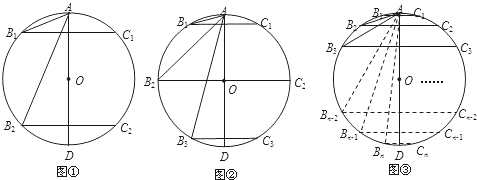 A
B₁ C₁
O
B₂ C₂
D
图①
A
B₁ C₁
B₂ O C₂
B₃ C₃
D
图②
A
B₁ C₁
B₂ C₂
B₃ C₃
O ……
Bₙ₋₂ Cₙ₋₂
Bₙ₋₁ Cₙ₋₁
Bₙ D Cₙ
图③